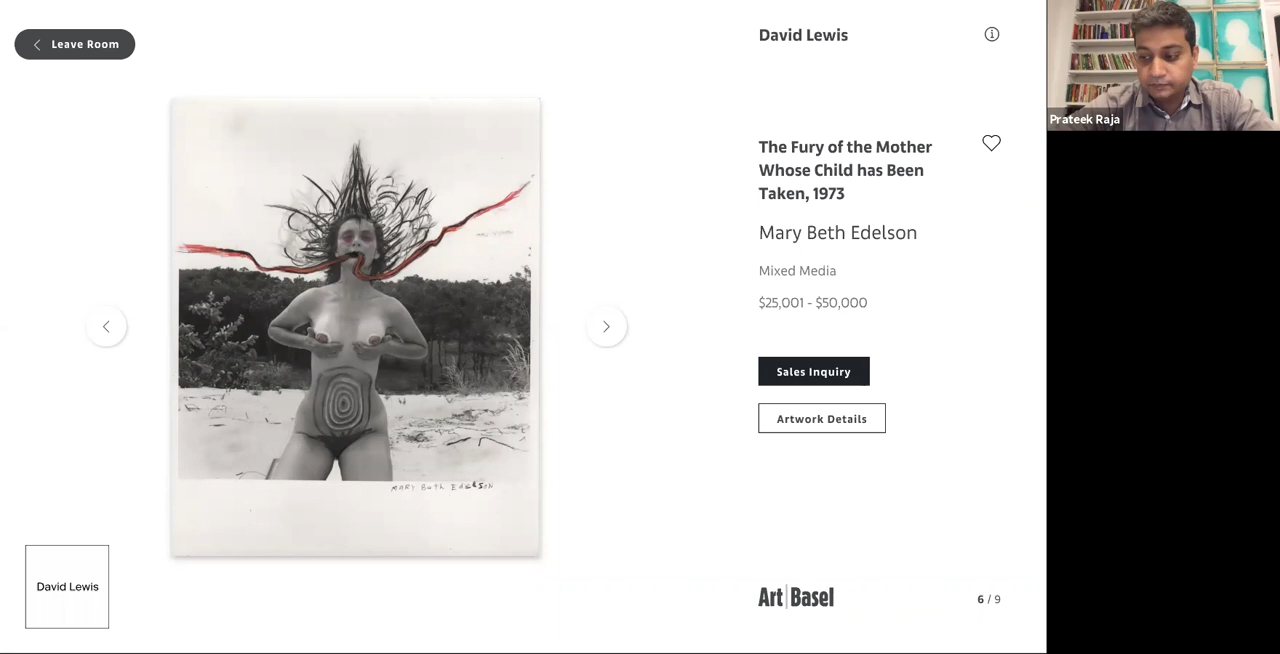 Leave Room
David Lewis
The Fury of the Mother
Whose Child has Been
Taken, 1973
Mary Beth Edelson
Mixed Media
$25,001 - $50,000
Sales Inquiry
Artwork Details
MARY BEth EdELSON
David Lewis
Art Basel
6 / 9
Prateek Raja